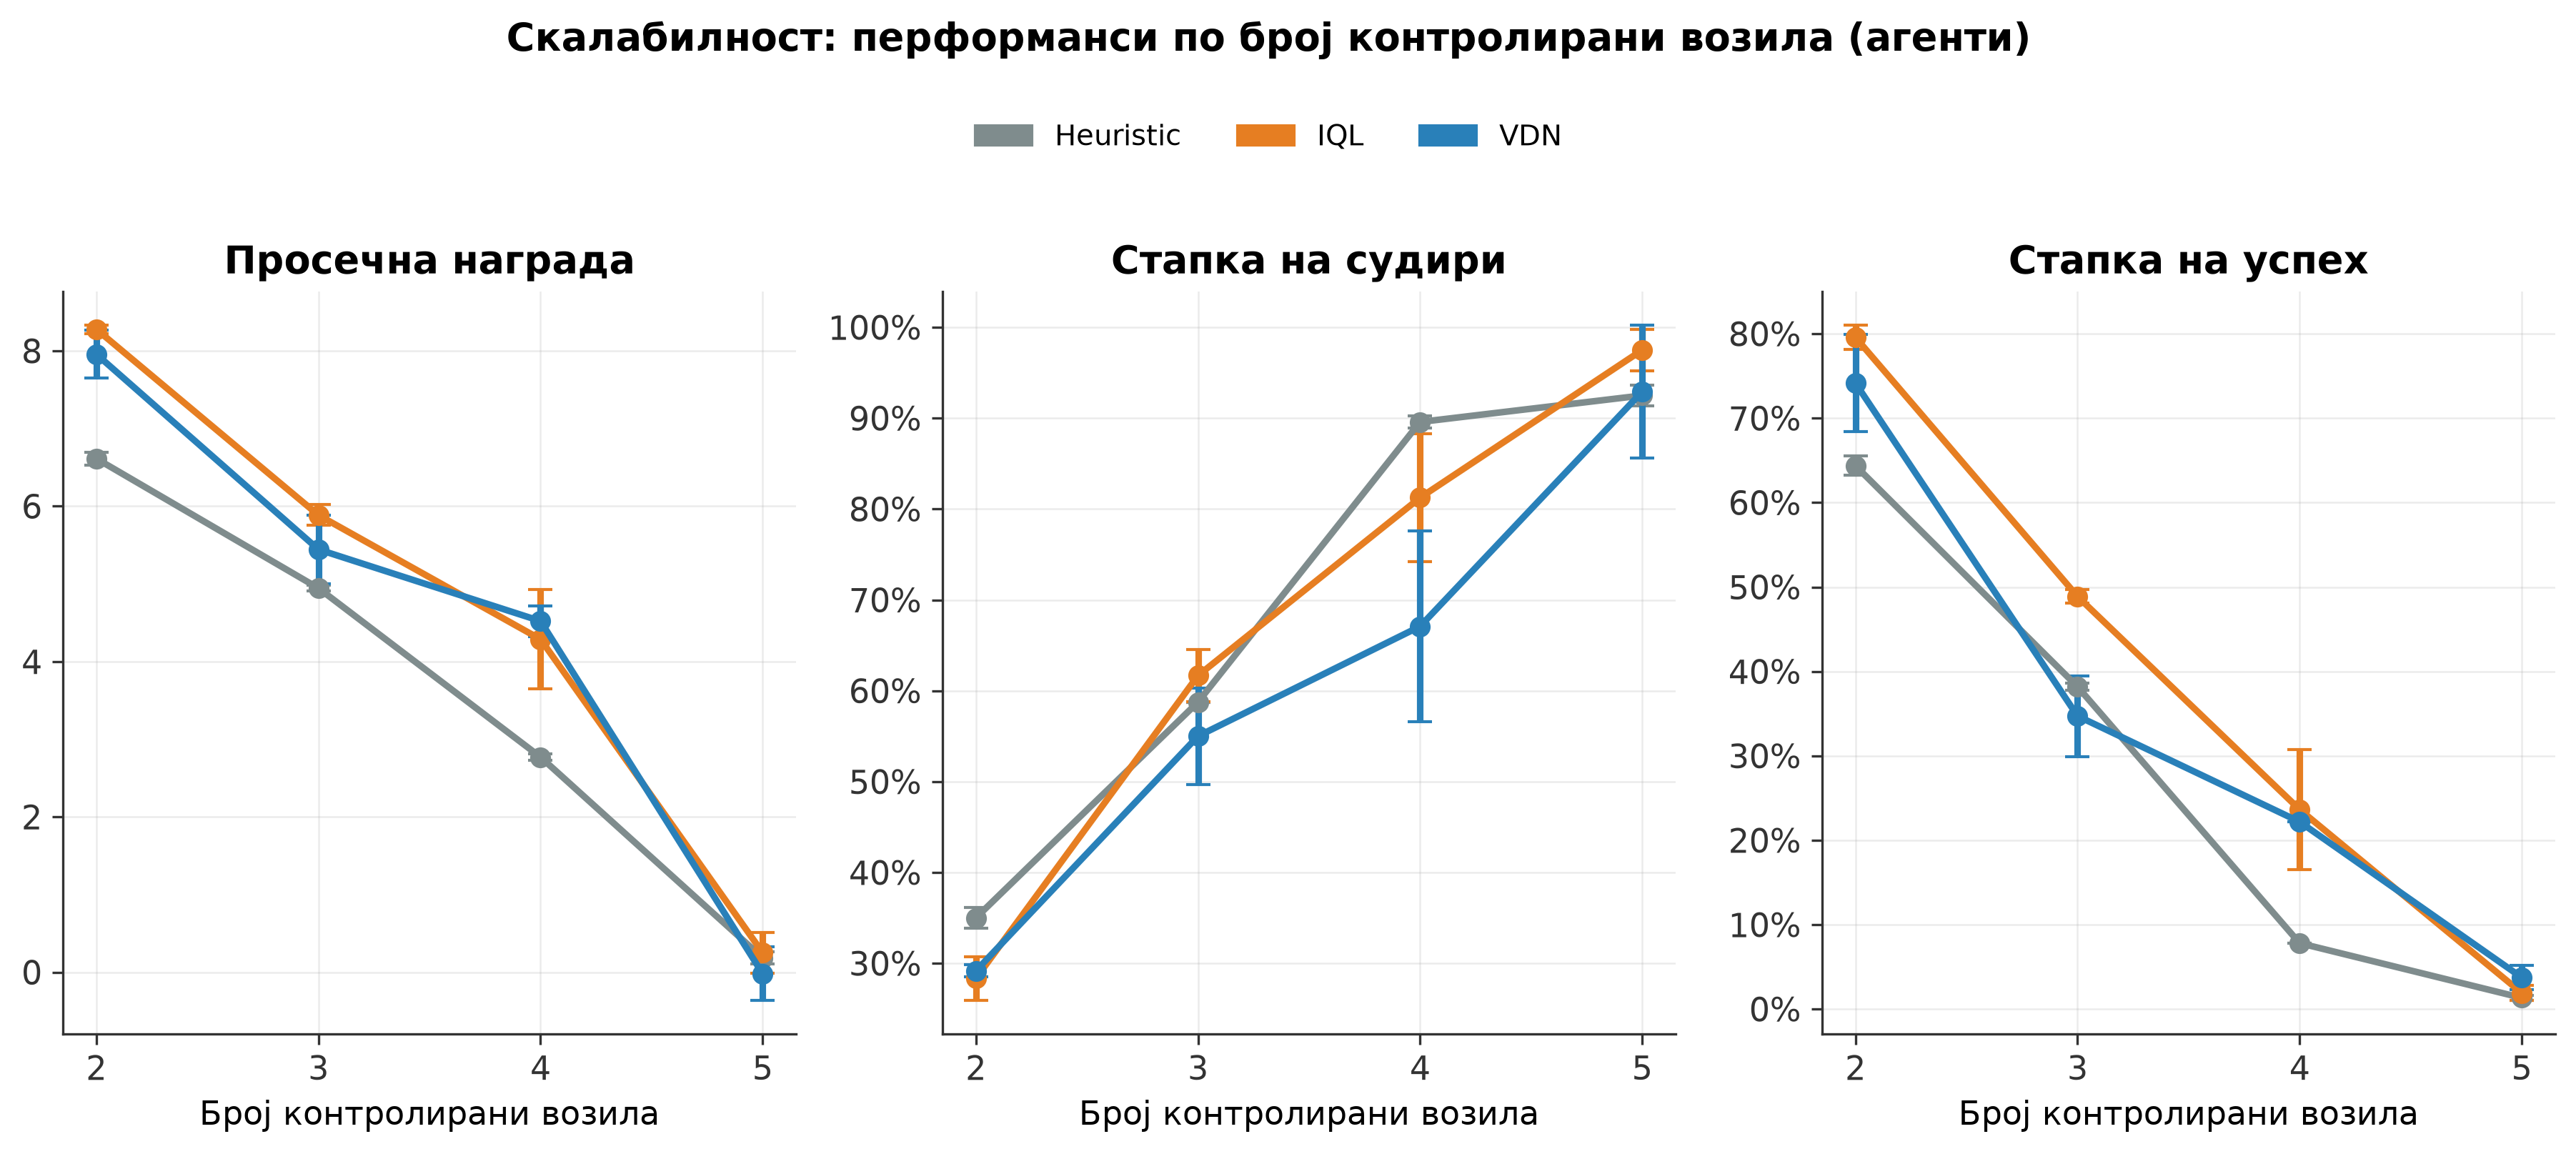 Скалабилност: перформанси по број контролирани возила (агенти)
Heuristic IQL VDN
Просечна награда
8
6
4
2
0
2 3 4 5
Број контролирани возила
Стапка на судири
100%
90%
80%
70%
60%
50%
40%
30%
2 3 4 5
Број контролирани возила
Стапка на успех
80%
70%
60%
50%
40%
30%
20%
10%
0%
2 3 4 5
Број контролирани возила